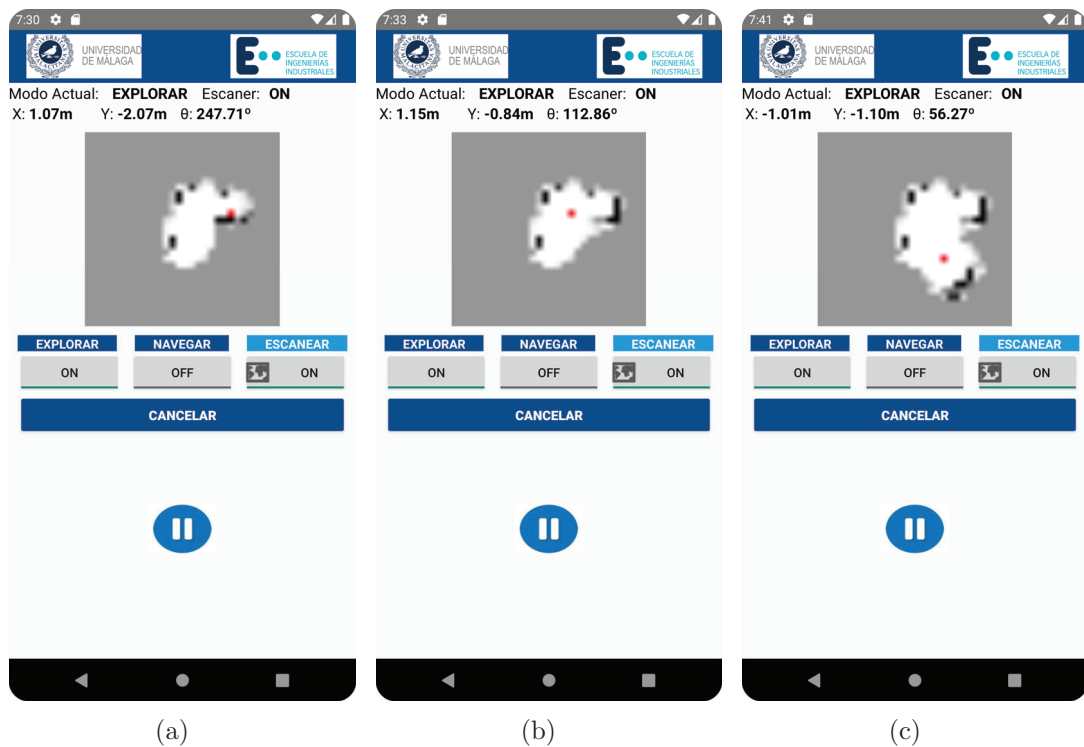 7:30
UNIVERSIDAD
DE MÁLAGA
E
ESCUELA DE
INGENIERÍAS
INDUSTRIALES
Modo Actual: EXPLORAR Escaner: ON
X: 1.07m Y: -2.07m θ: 247.71º
EXPLORAR NAVEGAR ESCANEAR
ON OFF ON
CANCELAR
(a)
7:33
UNIVERSIDAD
DE MÁLAGA
E
ESCUELA DE
INGENIERÍAS
INDUSTRIALES
Modo Actual: EXPLORAR Escaner: ON
X: 1.15m Y: -0.84m θ: 112.86º
EXPLORAR NAVEGAR ESCANEAR
ON OFF ON
CANCELAR
(b)
7:41
UNIVERSIDAD
DE MÁLAGA
E
ESCUELA DE
INGENIERÍAS
INDUSTRIALES
Modo Actual: EXPLORAR Escaner: ON
X: -1.01m Y: -1.10m θ: 56.27º
EXPLORAR NAVEGAR ESCANEAR
ON OFF ON
CANCELAR
(c)